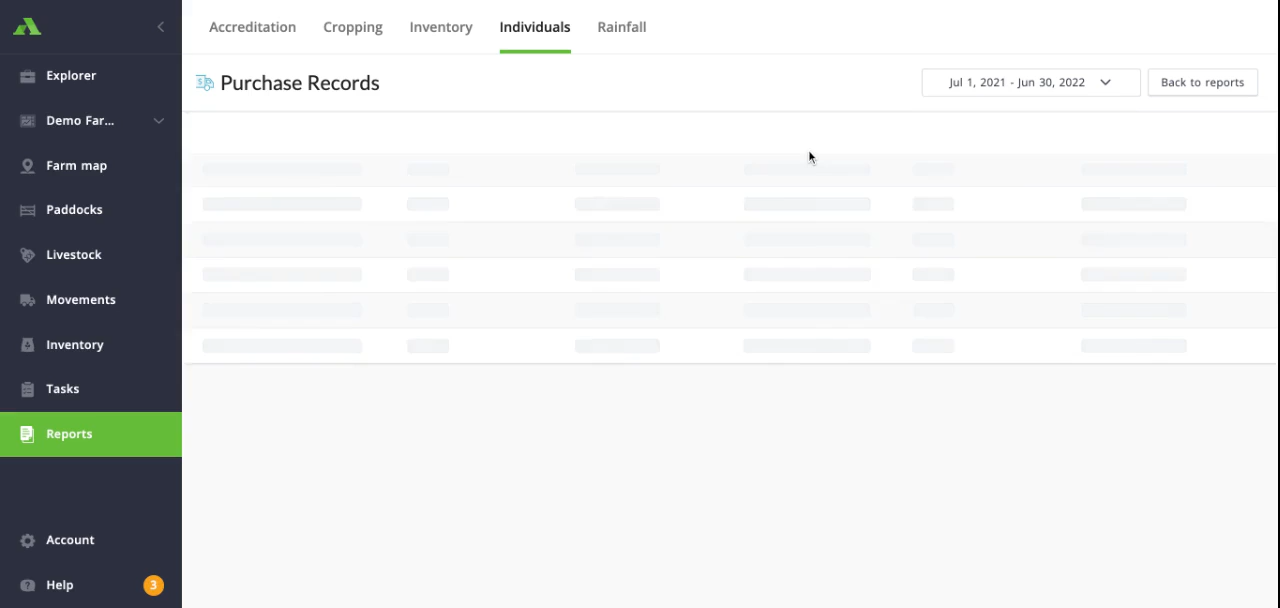 Accreditation Cropping Inventory Individuals Rainfall
Purchase Records
Jul 1, 2021 - Jun 30, 2022
Back to reports
Explorer
Demo Far...
Farm map
Paddocks
Livestock
Movements
Inventory
Tasks
Reports
Account
Help 3